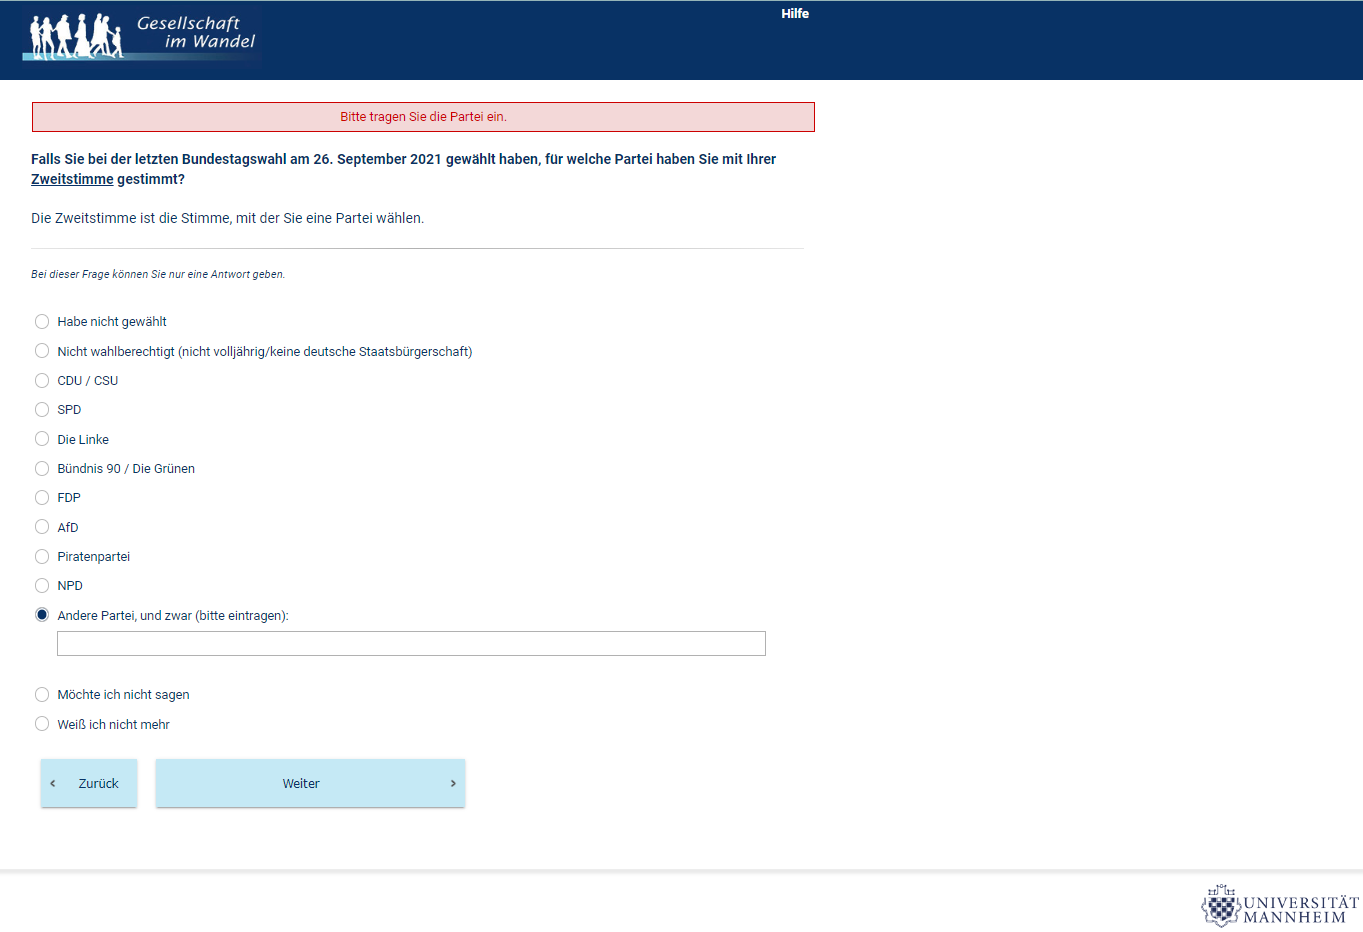 Gesellschaft
im Wandel
Hilfe
Bitte tragen Sie die Partei ein.
Falls Sie bei der letzten Bundestagswahl am 26. September 2021 gewählt haben, für welche Partei haben Sie mit Ihrer
Zweitstimme gestimmt?
Die Zweitstimme ist die Stimme, mit der Sie eine Partei wählen.
Bei dieser Frage können Sie nur eine Antwort geben.
Habe nicht gewählt
Nicht wahlberechtigt (nicht volljährig/keine deutsche Staatsbürgerschaft)
CDU / CSU
SPD
Die Linke
Bündnis 90 / Die Grünen
FDP
AfD
Piratenpartei
NPD
Andere Partei, und zwar (bitte eintragen):
Möchte ich nicht sagen
Weiß ich nicht mehr
‹ Zurück
Weiter ›
UNIVERSITÄT
MANNHEIM